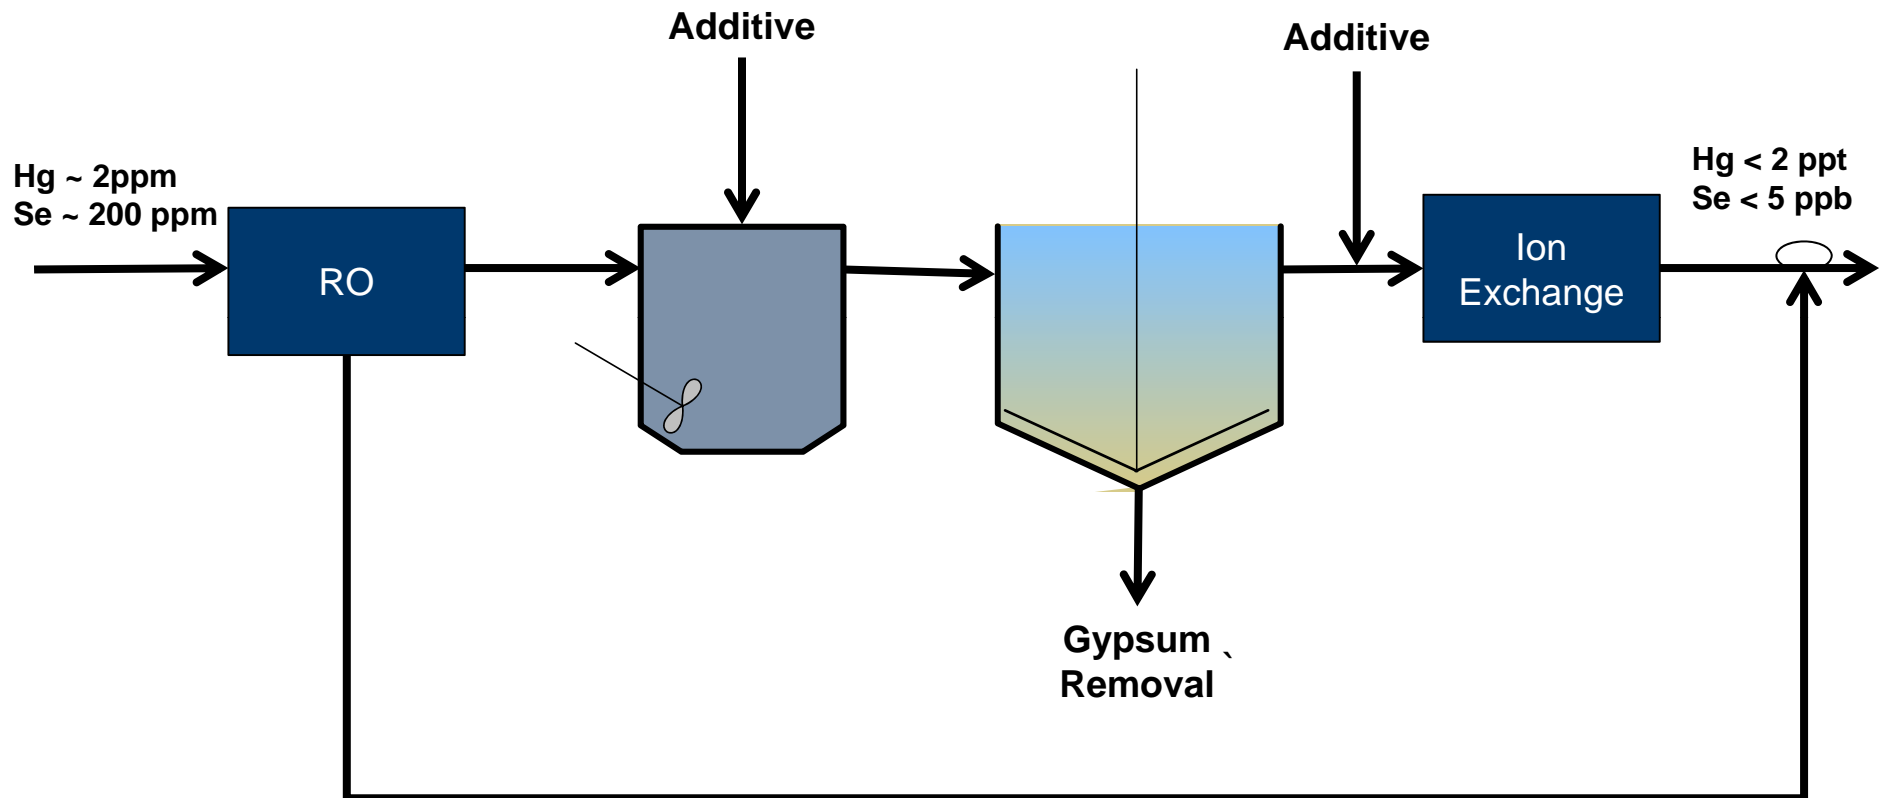 Additive
Additive
Hg ~ 2ppm
Se ~ 200 ppm
Hg < 2 ppt
Se < 5 ppb
RO
Ion
Exchange
Gypsum `
Removal